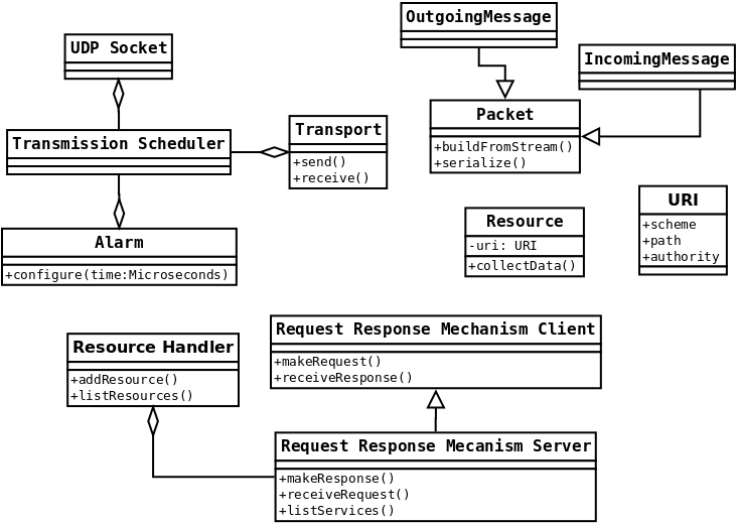 OutgoingMessage
UDP Socket
IncomingMessage
Packet
+buildFromStream()
+serialize()
Transmission Scheduler
Transport
+send()
+receive()
Alarm
+configure(time:Microseconds)
Resource
-uri: URI
+collectData()
URI
+scheme
+path
+authority
Resource Handler
+addResource()
+listResources()
Request Response Mechanism Client
+makeRequest()
+receiveResponse()
Request Response Mecanism Server
+makeResponse()
+receiveRequest()
+listServices()